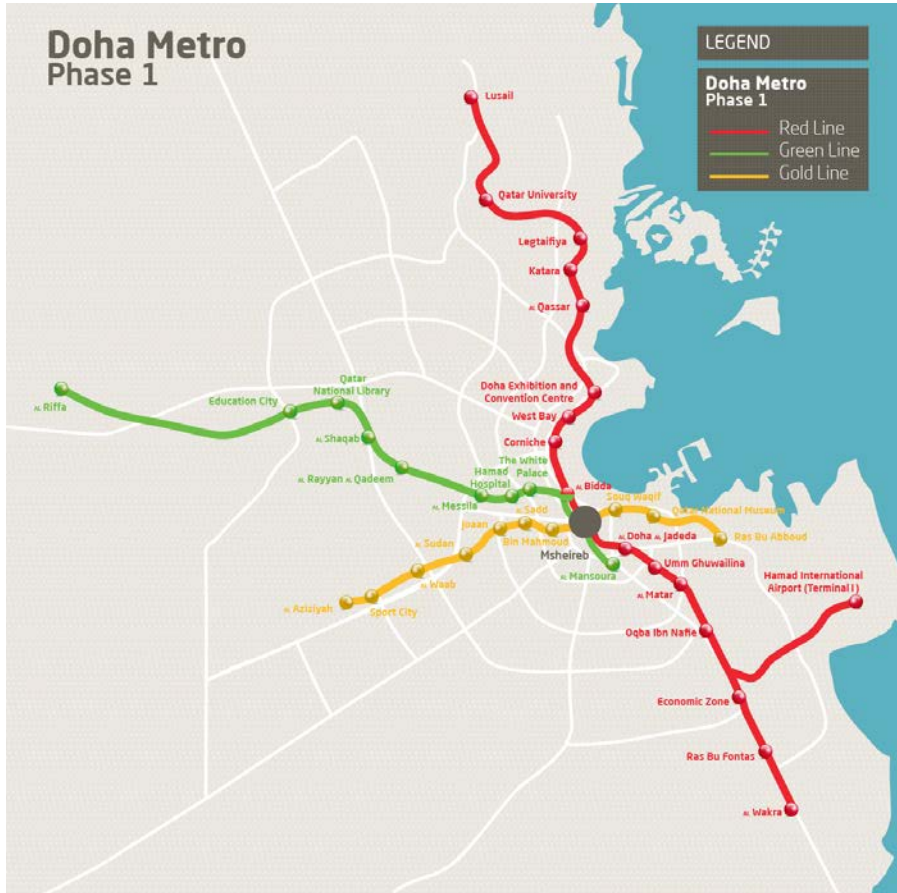 Doha Metro
Phase 1
LEGEND
Doha Metro
Phase 1
Red Line
Green Line
Gold Line
Lusail
Qatar University
Legtaifiya
Katara
AL Qassar
Doha Exhibition and
Convention Centre
West Bay
Corniche
AL Bidda
Qatar
National Library
Education City
AL Riffa
AL Shaqab
AL Rayyan AL Qadeem
AL Messila
Hamad
Hospital
The White
Palace
AL Mansoura
Msheireb
Souq Waqif
Qatar National Museum
Ras Bu Abboud
AL Sadd
Bin Mahmoud
Joaan
AL Sudan
AL Waab
Sport City
AL Aziziyah
AL Doha AL Jadeda
Umm Ghuwailina
AL Matar
Oqba Ibn Nafie
Hamad International
Airport (Terminal 1)
Economic Zone
Ras Bu Fontas
AL Wakra